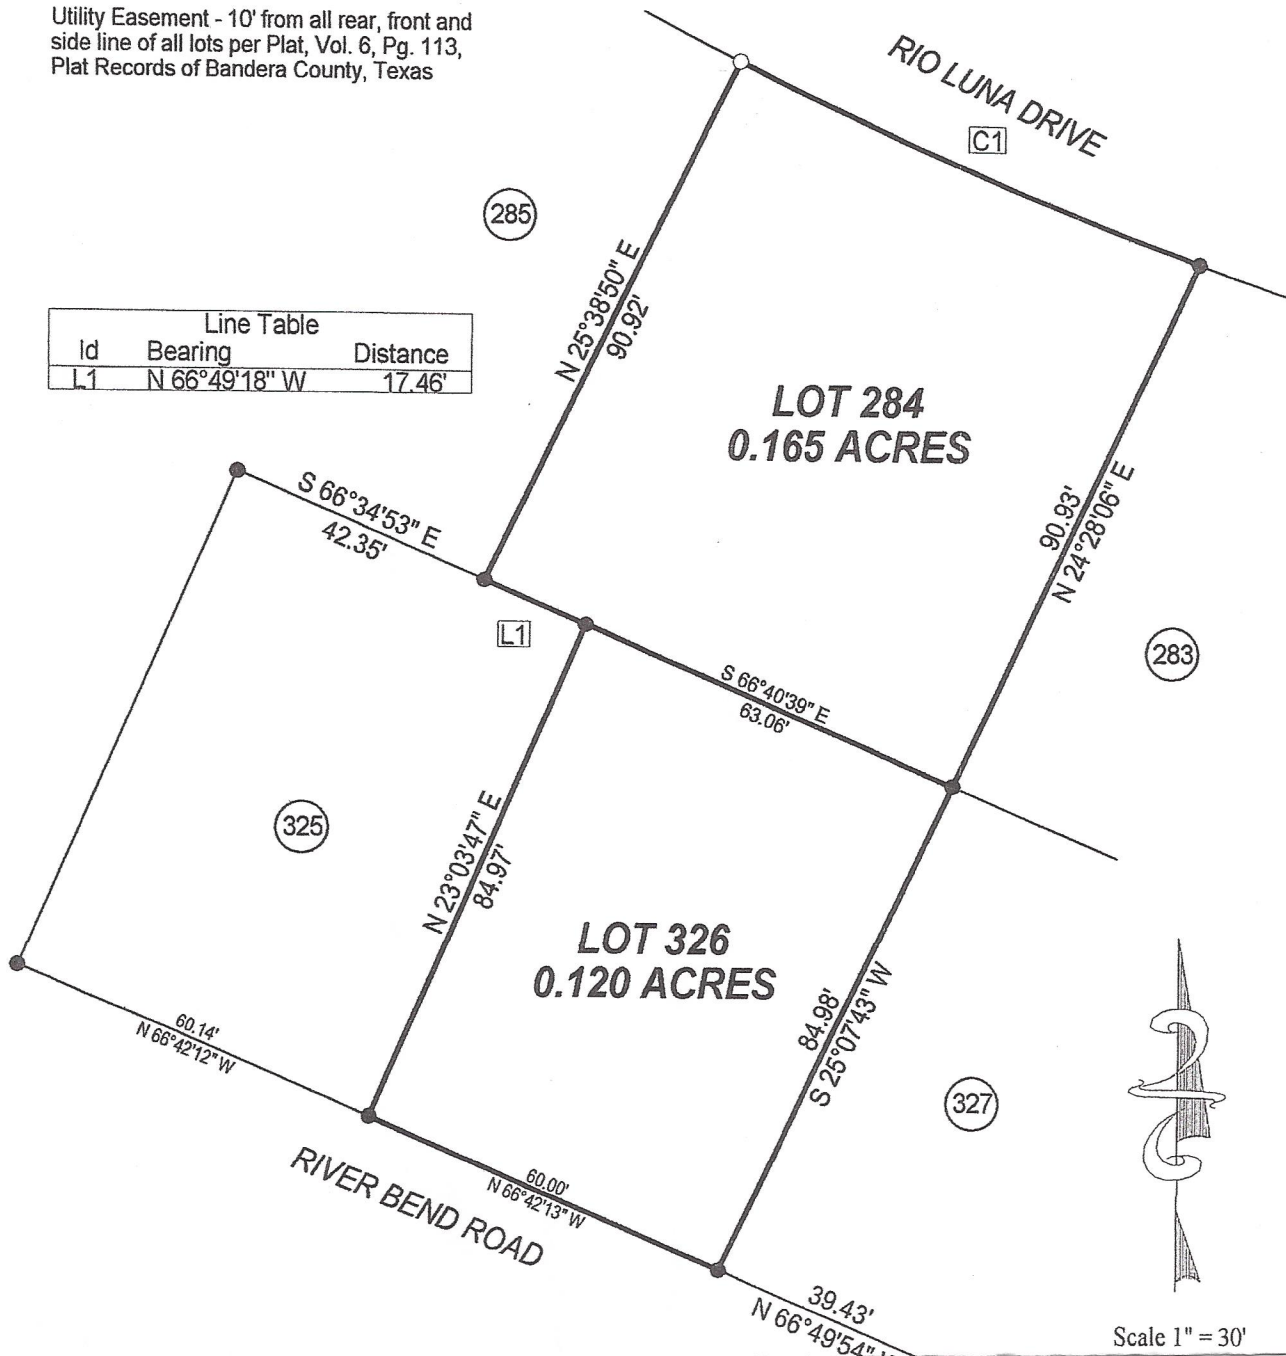 Utility Easement - 10' from all rear, front and
side line of all lots per Plat, Vol. 6, Pg. 113,
Plat Records of Bandera County, Texas
RIO LUNA DRIVE
C1
285
N 25°38'50" E
90.92'
Line Table
Id Bearing Distance
L1 N 66°49'18" W 17.46'
LOT 284
0.165 ACRES
90.93'
N 24°28'06" E
S 66°34'53" E
42.35'
L1
283
S 66°40'39" E
63.06'
325
N 23°03'47" E
84.97'
LOT 326
0.120 ACRES
84.98'
S 25°07'43" W
327
60.14'
N 66°42'12" W
60.00'
N 66°42'13" W
RIVER BEND ROAD
39.43'
N 66°49'54"
Scale 1" = 30'